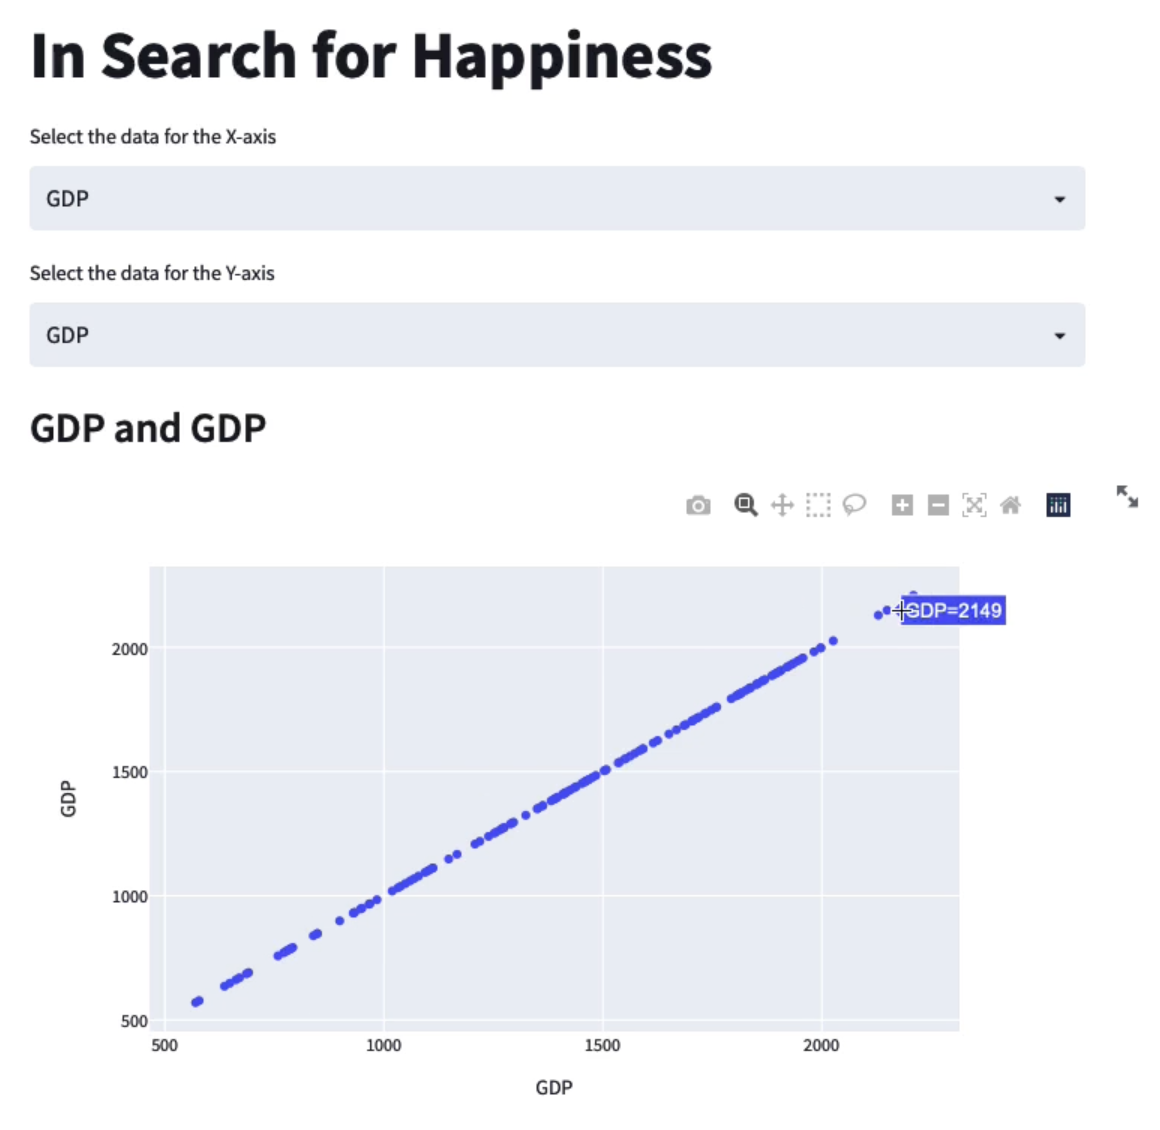 In Search for Happiness
Select the data for the X-axis
GDP
Select the data for the Y-axis
GDP
GDP and GDP
GDP=2149
2000
1500
1000
500
GDP
500 1000 1500 2000
GDP